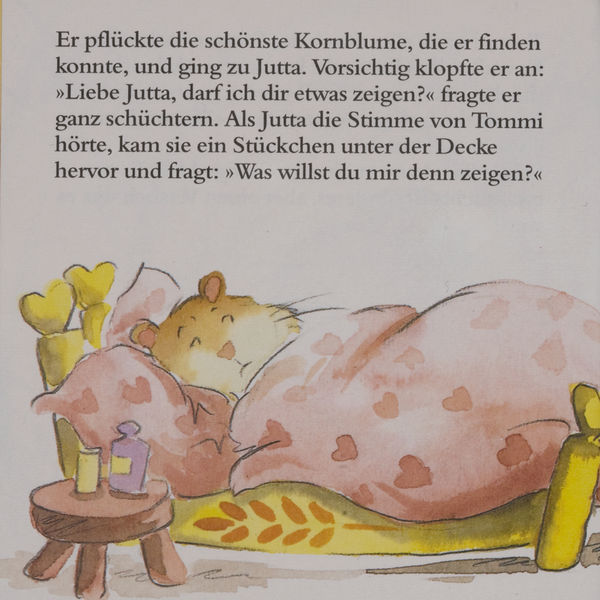 Er pflückte die schönste Kornblume, die er finden
konnte, und ging zu Jutta. Vorsichtig klopfte er an:
»Liebe Jutta, darf ich dir etwas zeigen?« fragte er
ganz schüchtern. Als Jutta die Stimme von Tommi
hörte, kam sie ein Stückchen unter der Decke
hervor und fragt: »Was willst du mir denn zeigen?«